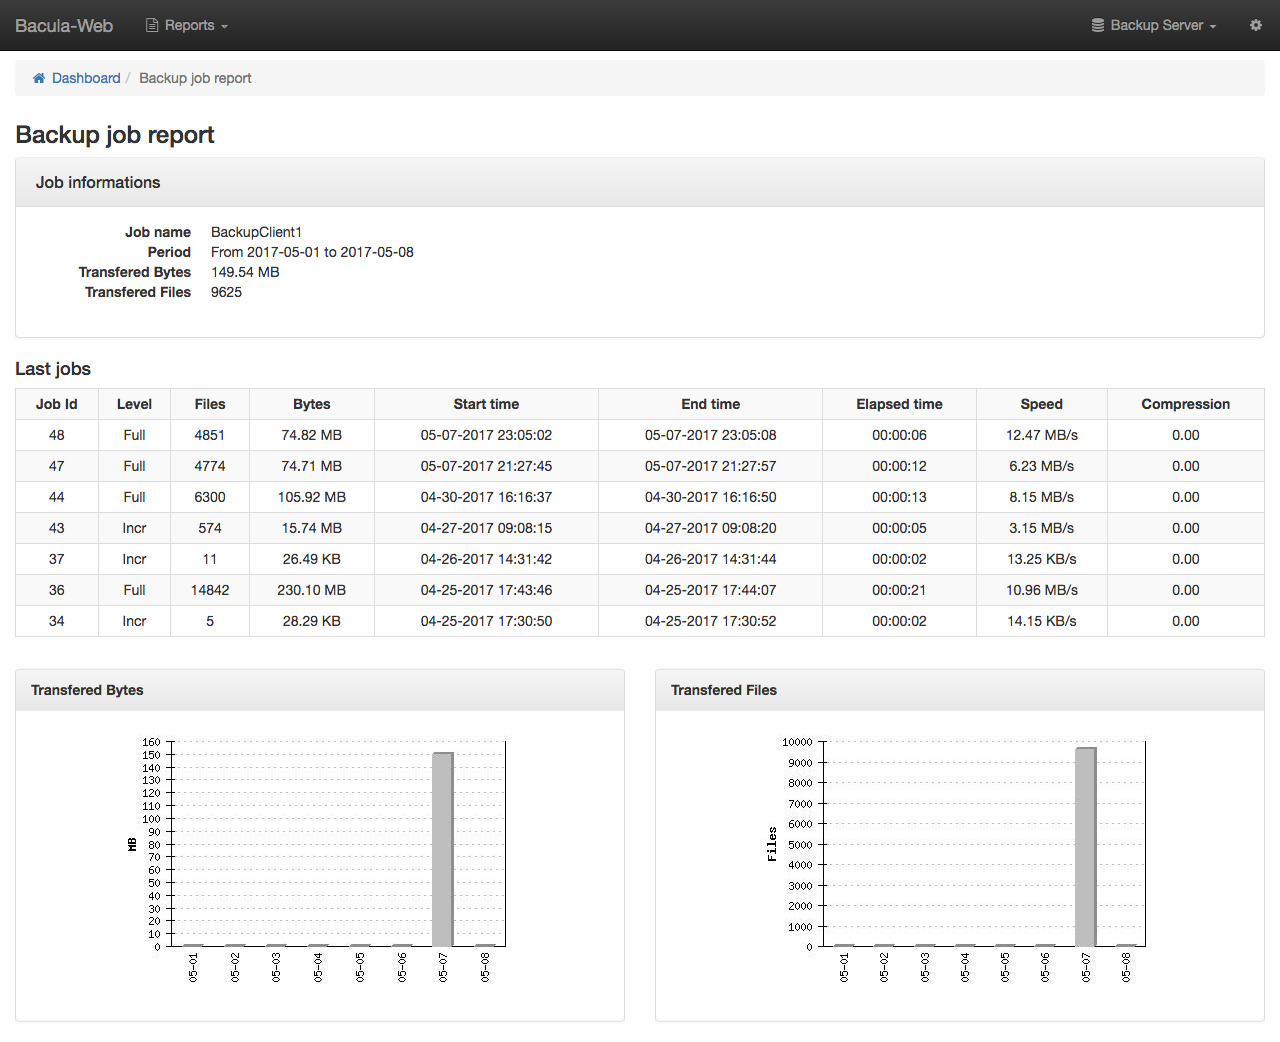 Bacula-Web Reports Backup Server
Dashboard / Backup job report
Backup job report
Job informations
Job name BackupClient1
Period From 2017-05-01 to 2017-05-08
Transfered Bytes 149.54 MB
Transfered Files 9625
Last jobs
Job Id Level Files Bytes Start time End time Elapsed time Speed Compression
48 Full 4851 74.82 MB 05-07-2017 23:05:02 05-07-2017 23:05:08 00:00:06 12.47 MB/s 0.00
47 Full 4774 74.71 MB 05-07-2017 21:27:45 05-07-2017 21:27:57 00:00:12 6.23 MB/s 0.00
44 Full 6300 105.92 MB 04-30-2017 16:16:37 04-30-2017 16:16:50 00:00:13 8.15 MB/s 0.00
43 Incr 574 15.74 MB 04-27-2017 09:08:15 04-27-2017 09:08:20 00:00:05 3.15 MB/s 0.00
37 Incr 11 26.49 KB 04-26-2017 14:31:42 04-26-2017 14:31:44 00:00:02 13.25 KB/s 0.00
36 Full 14842 230.10 MB 04-25-2017 17:43:46 04-25-2017 17:44:07 00:00:21 10.96 MB/s 0.00
34 Incr 5 28.29 KB 04-25-2017 17:30:50 04-25-2017 17:30:52 00:00:02 14.15 KB/s 0.00
Transfered Bytes
160
150
140
130
120
110
100
90
80
70
60
50
40
30
20
10
0
MB
05-01 05-02 05-03 05-04 05-05 05-06 05-07 05-08
Transfered Files
10000
9000
8000
7000
6000
5000
4000
3000
2000
1000
0
Files
05-01 05-02 05-03 05-04 05-05 05-06 05-07 05-08